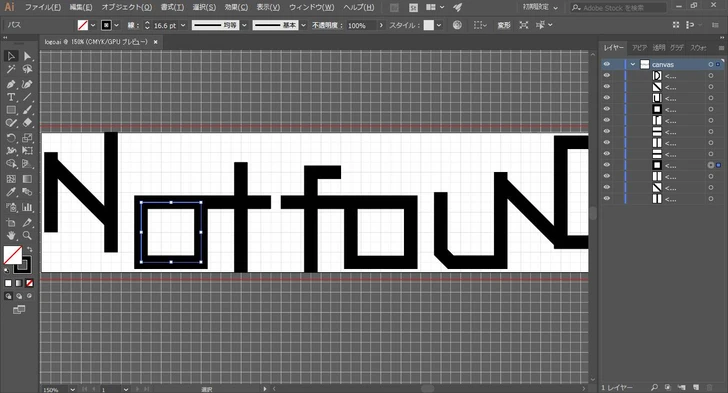 Ai ファイル(F) 編集(E) オブジェクト(O) 書式(T) 選択(S) 効果(C) 表示(V) ウィンドウ(W) ヘルプ(H) Br St 初期設定 Adobe Stock を検索
パス 線 : 16.6 pt 均等 基本 不透明度 : 100% スタイル : 変形
logo.ai @ 150% (CMYK/GPU プレビュー) ×
レイヤー アピア 透明 グラデ スウォ
canvas
<...
<...
<...
<...
<...
<...
<...
<...
<...
<...
<...
<...
NotfounD
150% 1 選択
1 レイヤー